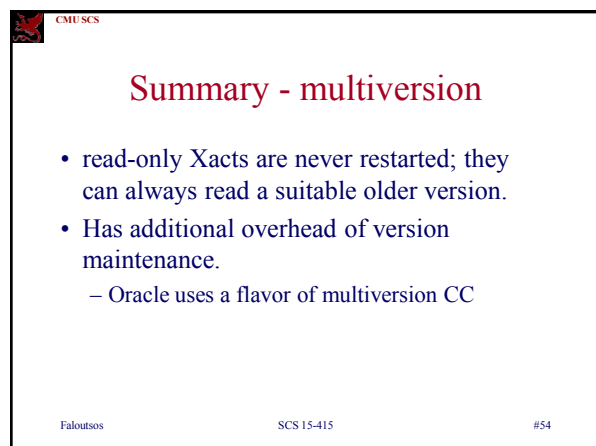 CMU SCS
Summary - multiversion
• read-only Xacts are never restarted; they
can always read a suitable older version.
• Has additional overhead of version
maintenance.
– Oracle uses a flavor of multiversion CC
Faloutsos SCS 15-415 #54